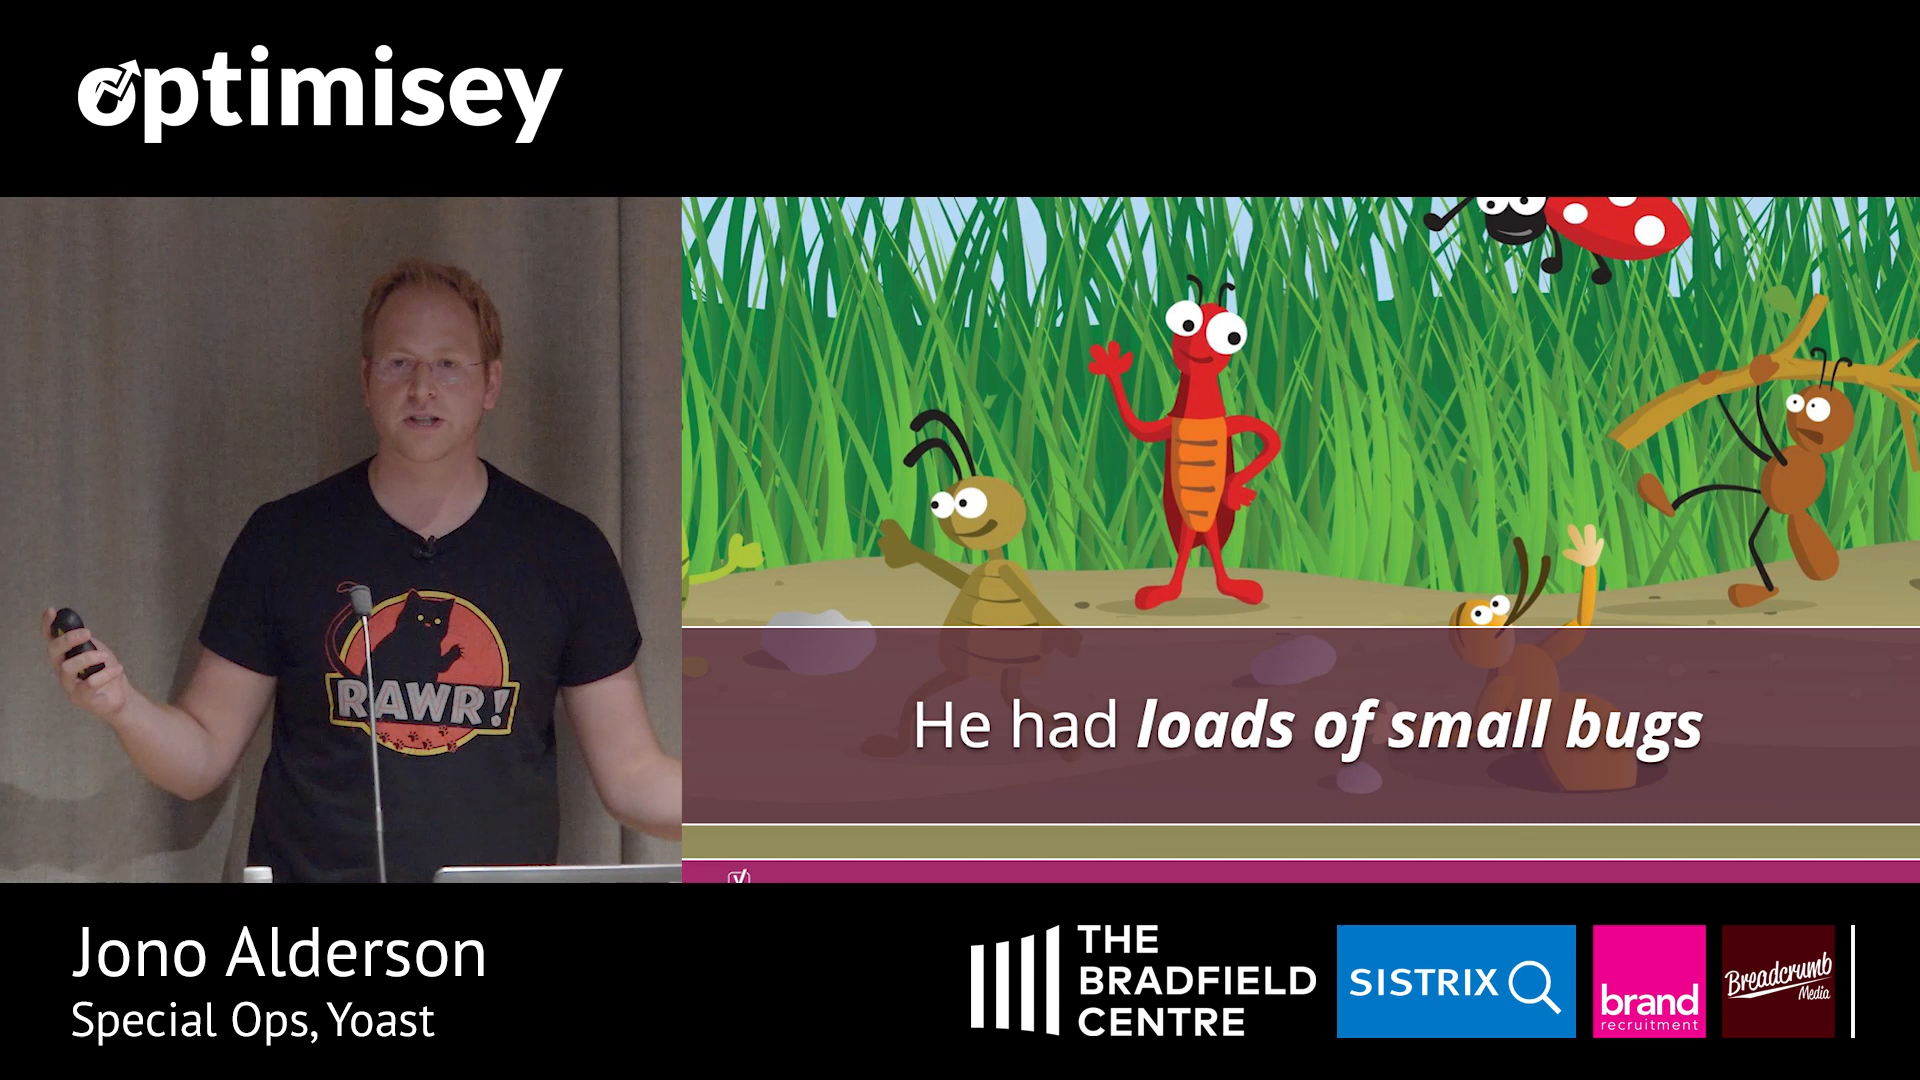 optimisey
RAWR!
He had loads of small bugs
Jono Alderson
Special Ops, Yoast
THE
BRADFIELD
CENTRE
SISTRIX
brand
recruitment
Breadcrumb
Media